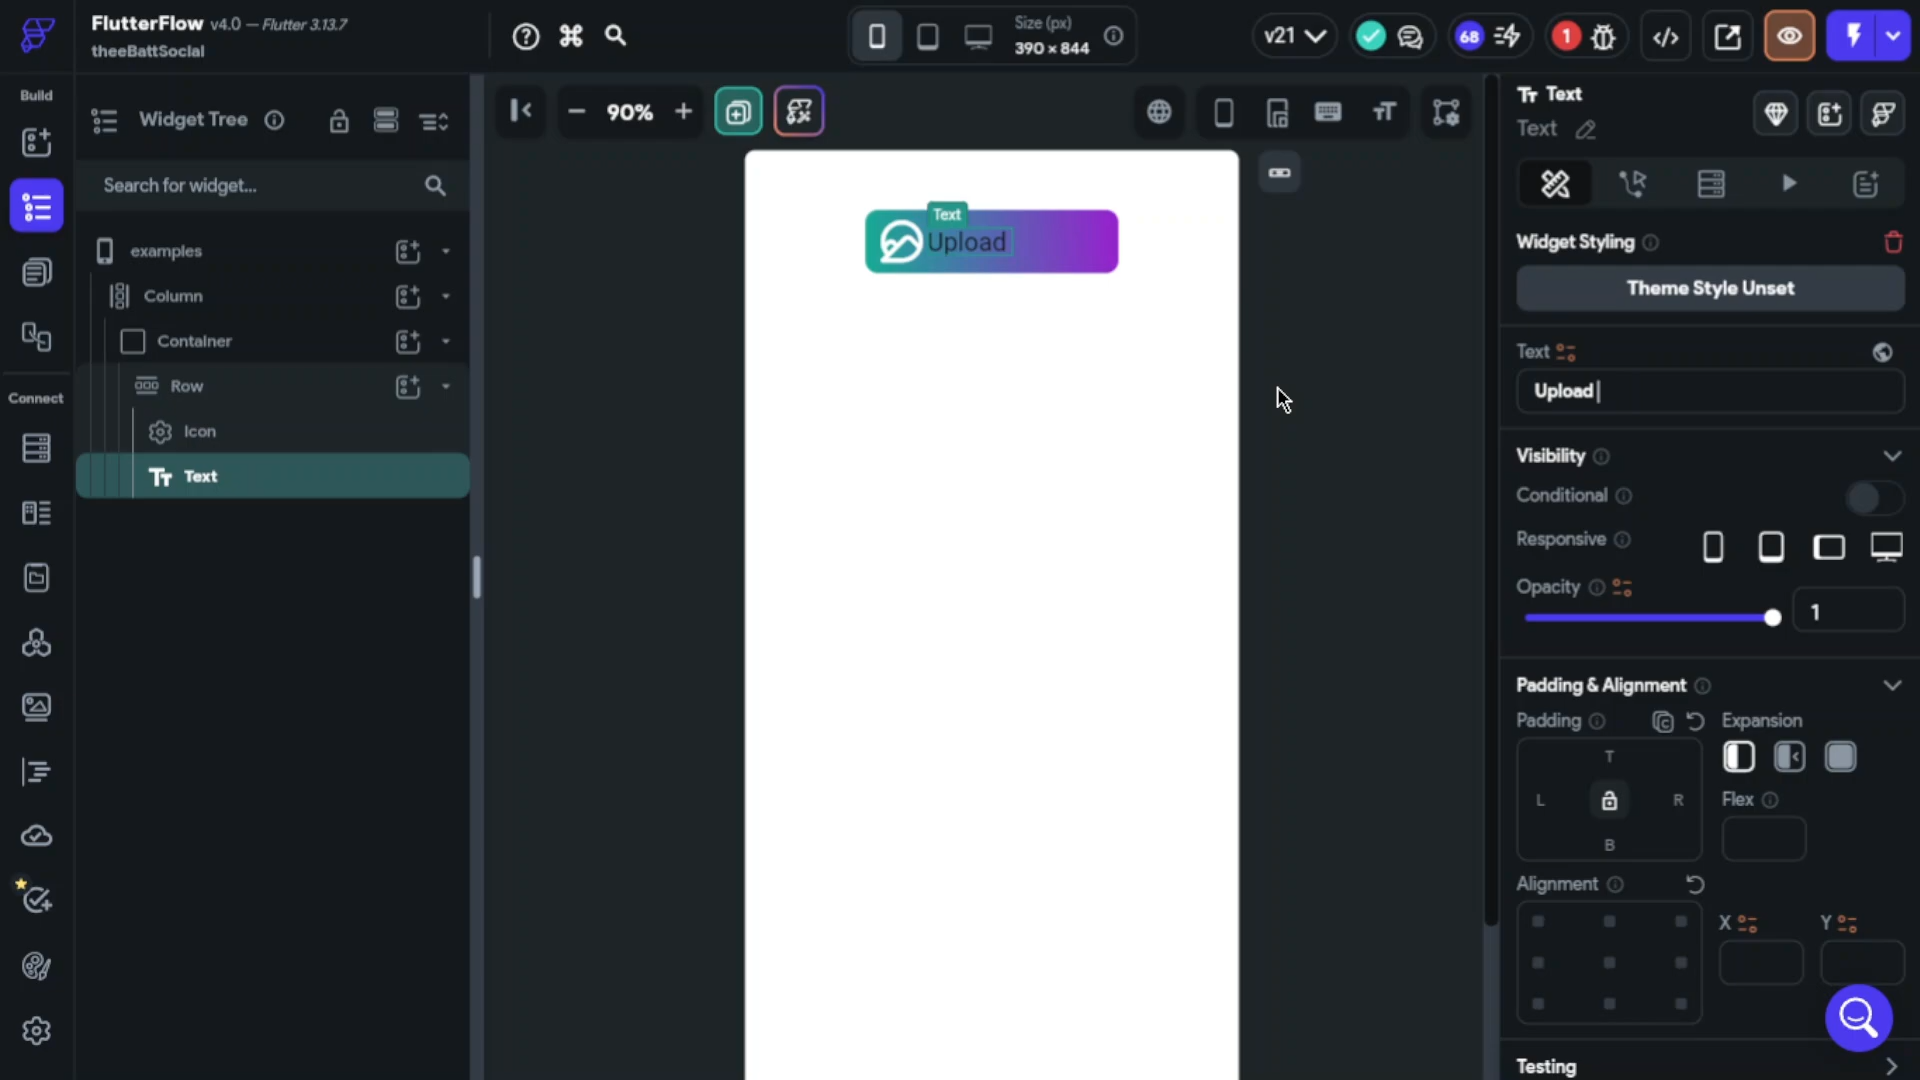 FlutterFlow v4.0 — Flutter 3.13.7
theeBattSocial
Size (px)
390 × 844
v21
68
1
Build
Connect
Widget Tree
Search for widget...
examples
Column
Container
Row
Icon
Text
90%
Text
Upload
Text
Text
Widget Styling
Theme Style Unset
Text
Upload
Visibility
Conditional
Responsive
Opacity
1
Padding & Alignment
Padding
Expansion
T
L
R
B
Flex
Alignment
X
Y
Testing